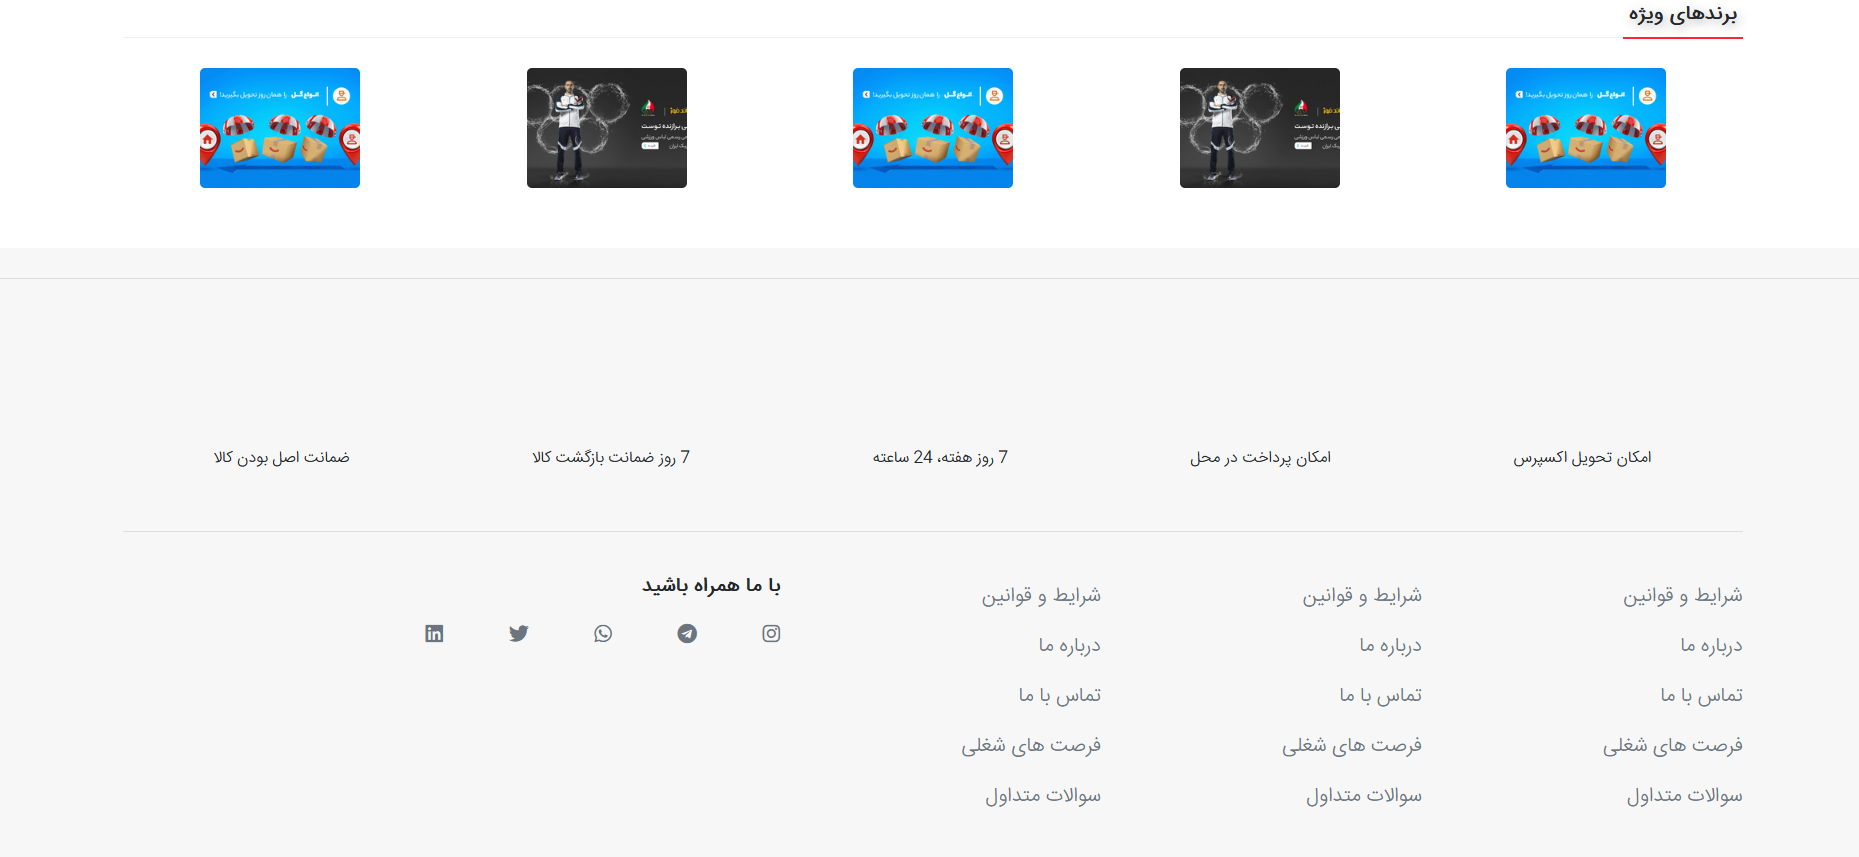 برندهای ویژه
انواع گل را همان روز تحویل بگیرید!
ی برازنده توست
انواع گل را همان روز تحویل بگیرید!
ی برازنده توست
انواع گل را همان روز تحویل بگیرید!
امکان تحویل اکسپرس
امکان پرداخت در محل
7 روز هفته، 24 ساعته
7 روز ضمانت بازگشت کالا
ضمانت اصل بودن کالا
شرایط و قوانین
درباره ما
تماس با ما
فرصت های شغلی
سوالات متداول
شرایط و قوانین
درباره ما
تماس با ما
فرصت های شغلی
سوالات متداول
شرایط و قوانین
درباره ما
تماس با ما
فرصت های شغلی
سوالات متداول
با ما همراه باشید